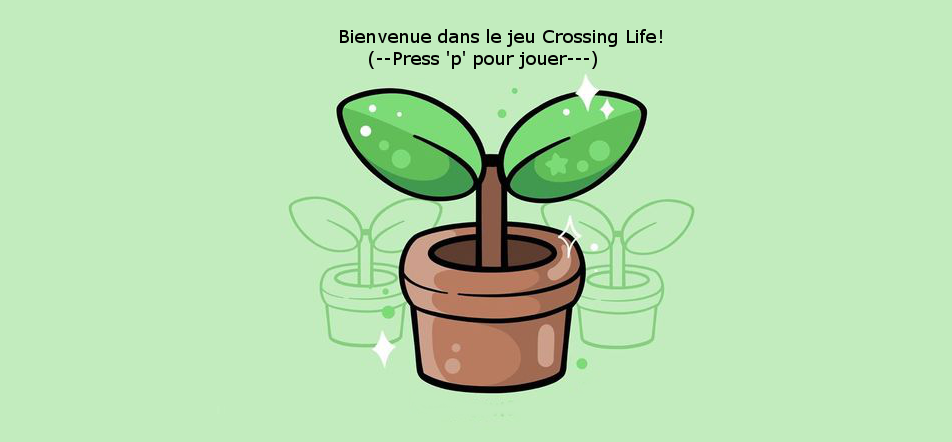 Bienvenue dans le jeu Crossing Life!
(--Press 'p' pour jouer---)